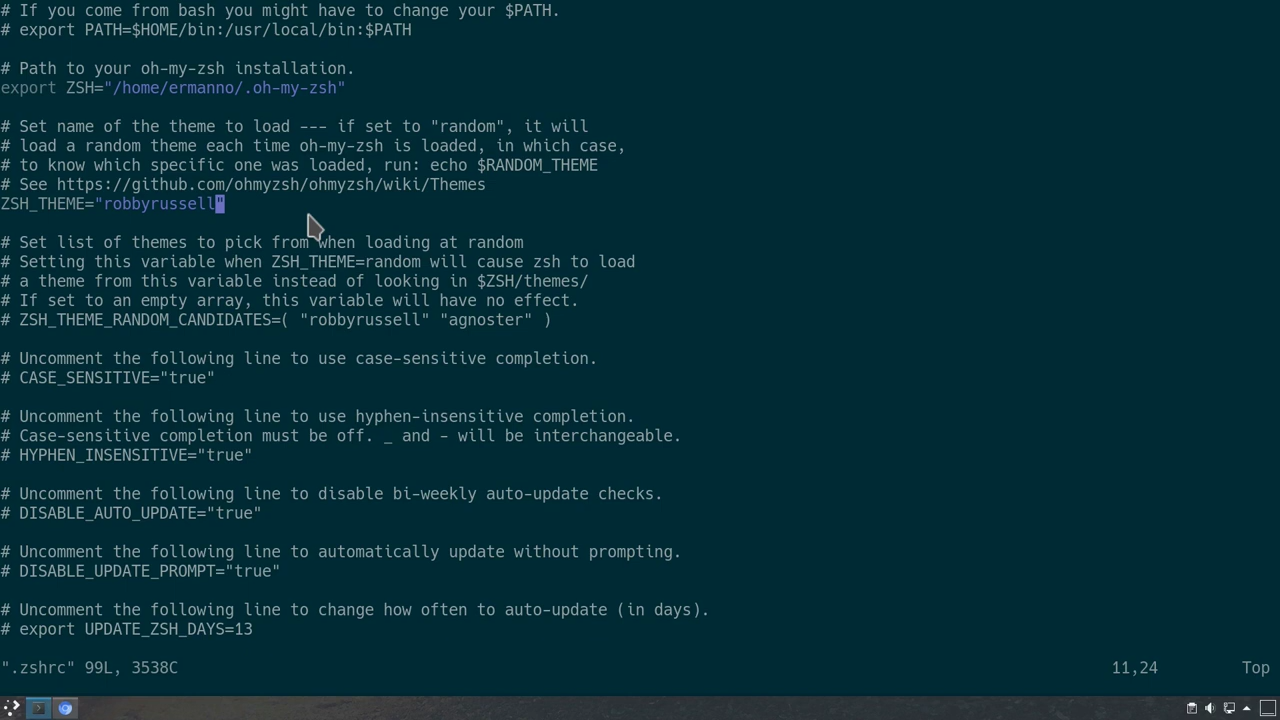 # If you come from bash you might have to change your $PATH.
# export PATH=$HOME/bin:/usr/local/bin:$PATH
# Path to your oh-my-zsh installation.
export ZSH="/home/ermanno/.oh-my-zsh"
# Set name of the theme to load --- if set to "random", it will
# load a random theme each time oh-my-zsh is loaded, in which case,
# to know which specific one was loaded, run: echo $RANDOM_THEME
# See https://github.com/ohmyzsh/ohmyzsh/wiki/Themes
ZSH_THEME="robbyrussell"
# Set list of themes to pick from when loading at random
# Setting this variable when ZSH_THEME=random will cause zsh to load
# a theme from this variable instead of looking in $ZSH/themes/
# If set to an empty array, this variable will have no effect.
# ZSH_THEME_RANDOM_CANDIDATES=( "robbyrussell" "agnoster" )
# Uncomment the following line to use case-sensitive completion.
# CASE_SENSITIVE="true"
# Uncomment the following line to use hyphen-insensitive completion.
# Case-sensitive completion must be off. _ and - will be interchangeable.
# HYPHEN_INSENSITIVE="true"
# Uncomment the following line to disable bi-weekly auto-update checks.
# DISABLE_AUTO_UPDATE="true"
# Uncomment the following line to automatically update without prompting.
# DISABLE_UPDATE_PROMPT="true"
# Uncomment the following line to change how often to auto-update (in days).
# export UPDATE_ZSH_DAYS=13
".zshrc" 99L, 3538C 11,24 Top